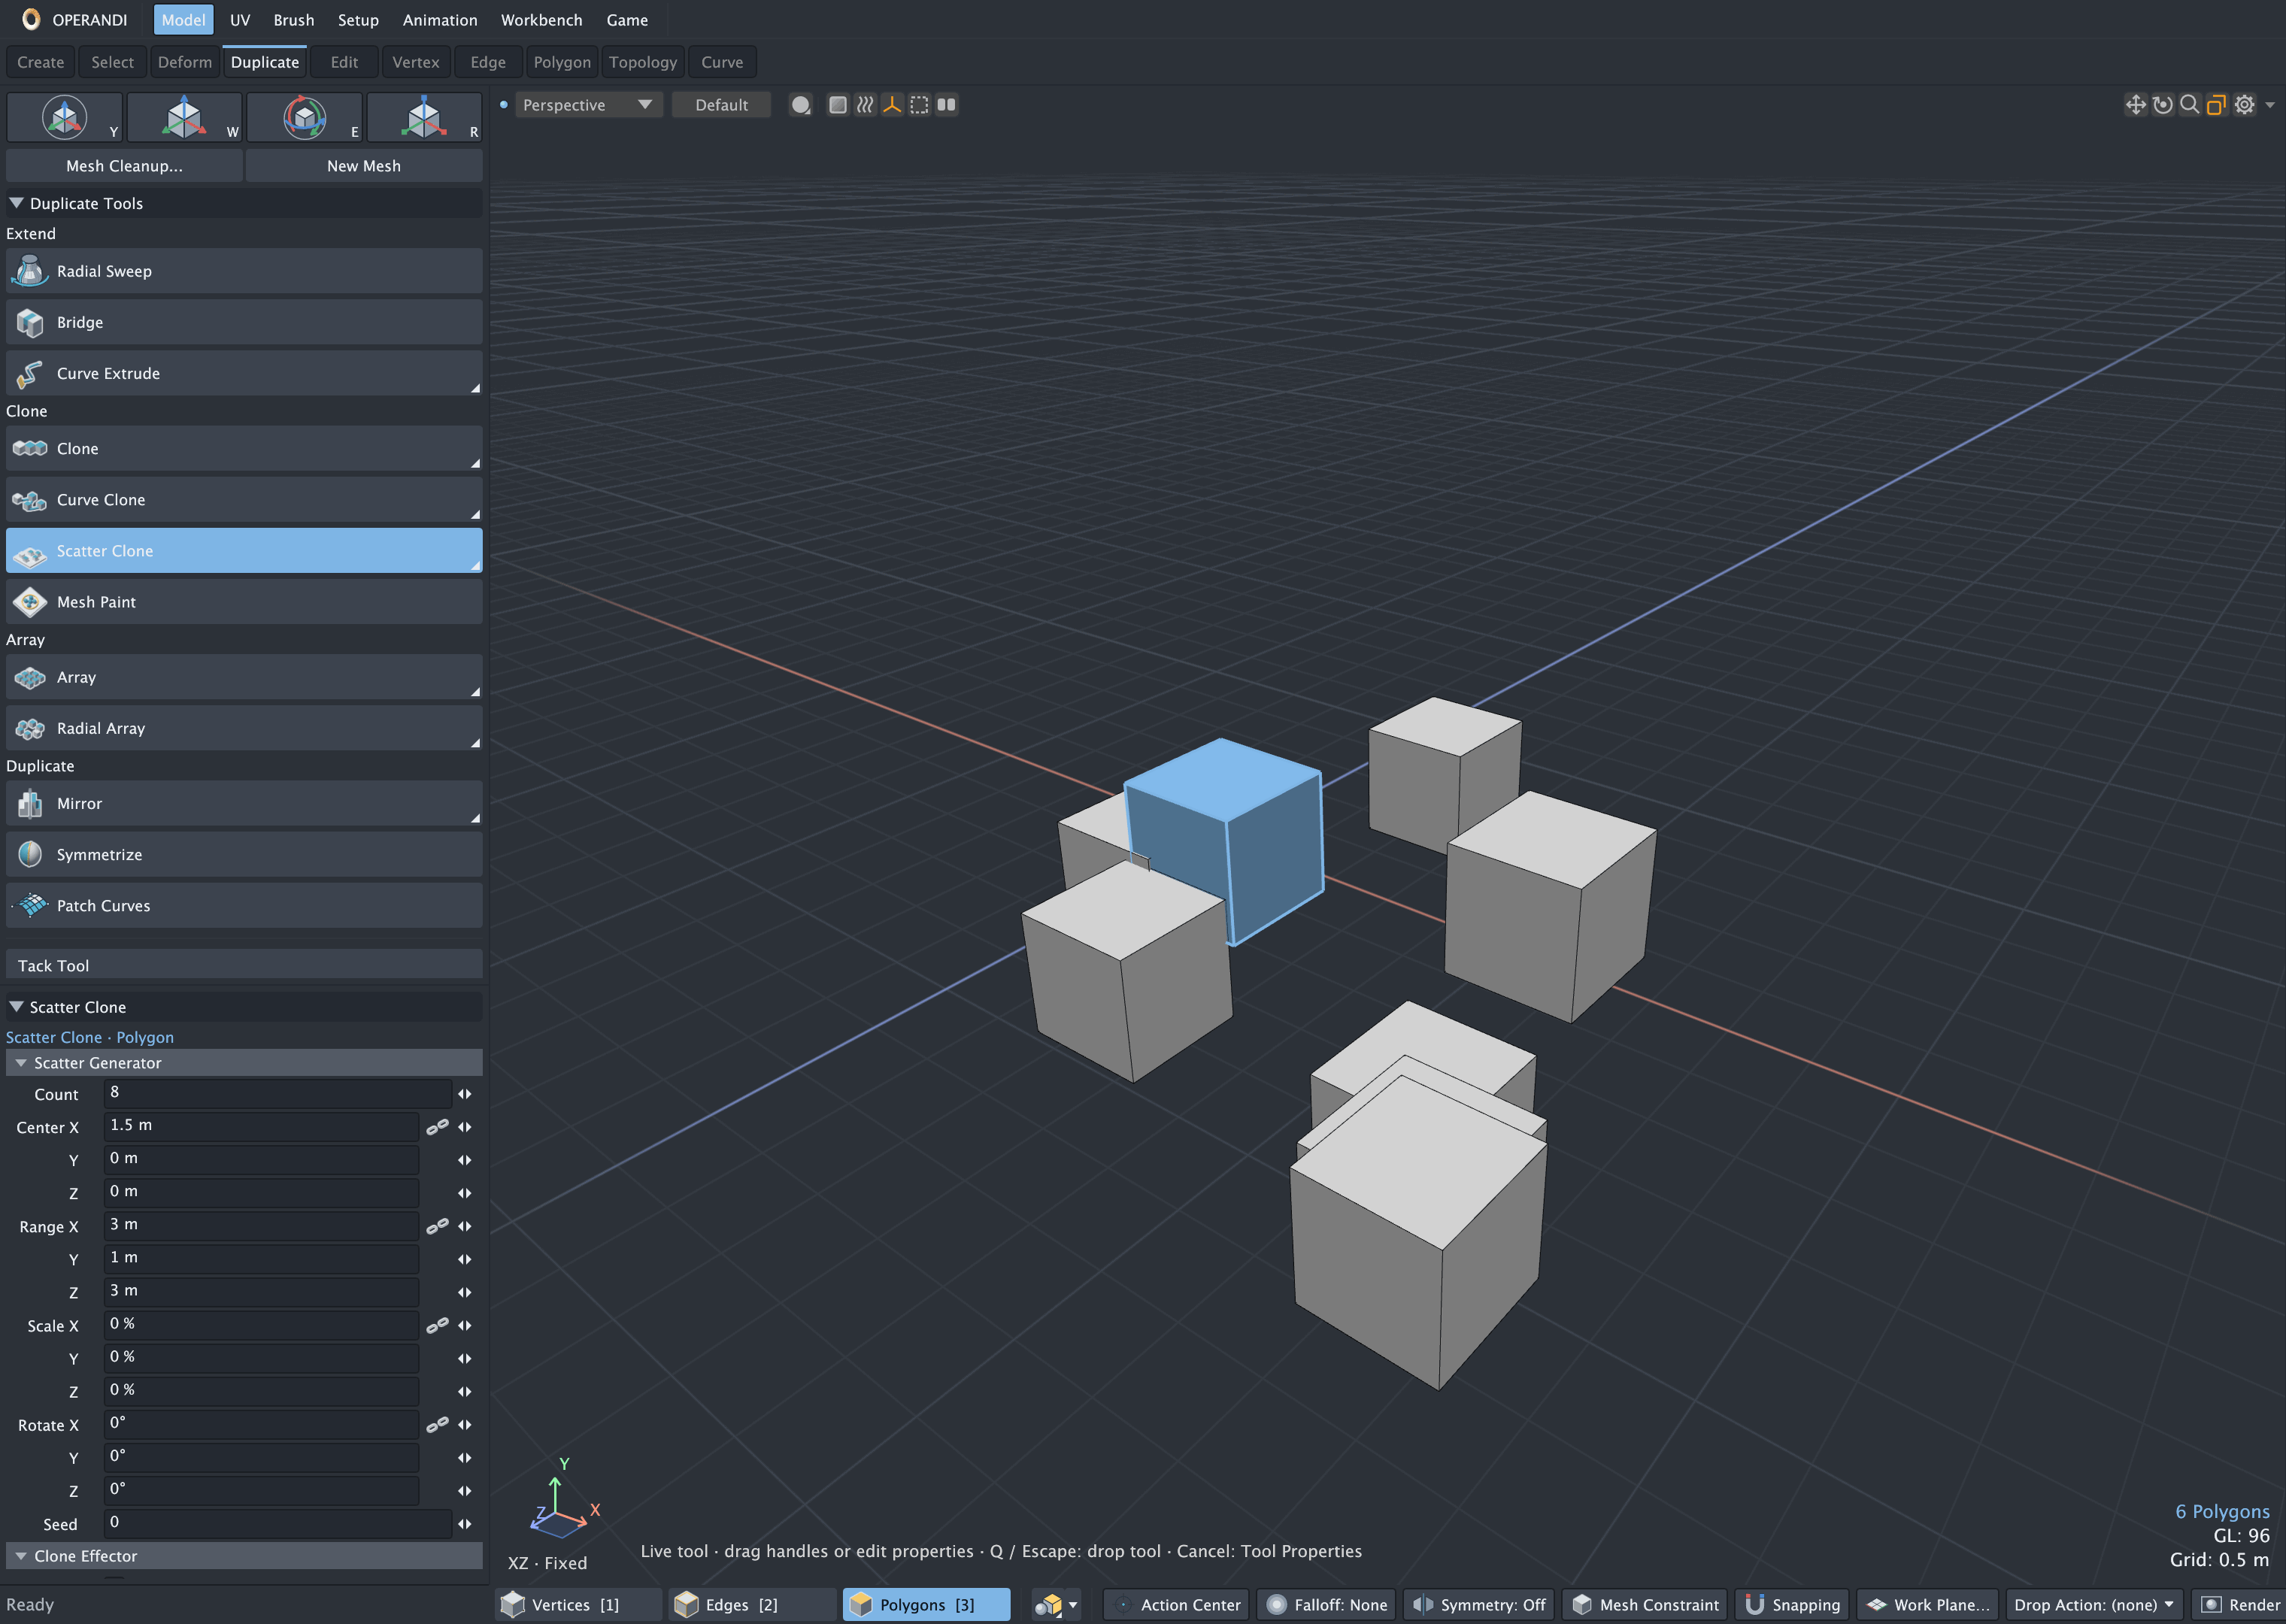 OPERANDI Model UV Brush Setup Animation Workbench Game
Create Select Deform Duplicate Edit Vertex Edge Polygon Topology Curve
Y W E R
Perspective Default
Mesh Cleanup... New Mesh
Duplicate Tools
Extend
Radial Sweep
Bridge
Curve Extrude
Clone
Clone
Curve Clone
Scatter Clone
Mesh Paint
Array
Array
Radial Array
Duplicate
Mirror
Symmetrize
Patch Curves
Tack Tool
Scatter Clone
Scatter Clone · Polygon
Scatter Generator
Count 8
Center X 1.5 m
Y 0 m
Z 0 m
Range X 3 m
Y 1 m
Z 3 m
Scale X 0 %
Y 0 %
Z 0 %
Rotate X 0°
Y 0°
Z 0°
Seed 0
Clone Effector
Y
Z X
XZ · Fixed
Live tool · drag handles or edit properties · Q / Escape: drop tool · Cancel: Tool Properties
6 Polygons
GL: 96
Grid: 0.5 m
Ready Vertices [1] Edges [2] Polygons [3] Action Center Falloff: None Symmetry: Off Mesh Constraint Snapping Work Plane... Drop Action: (none) Render